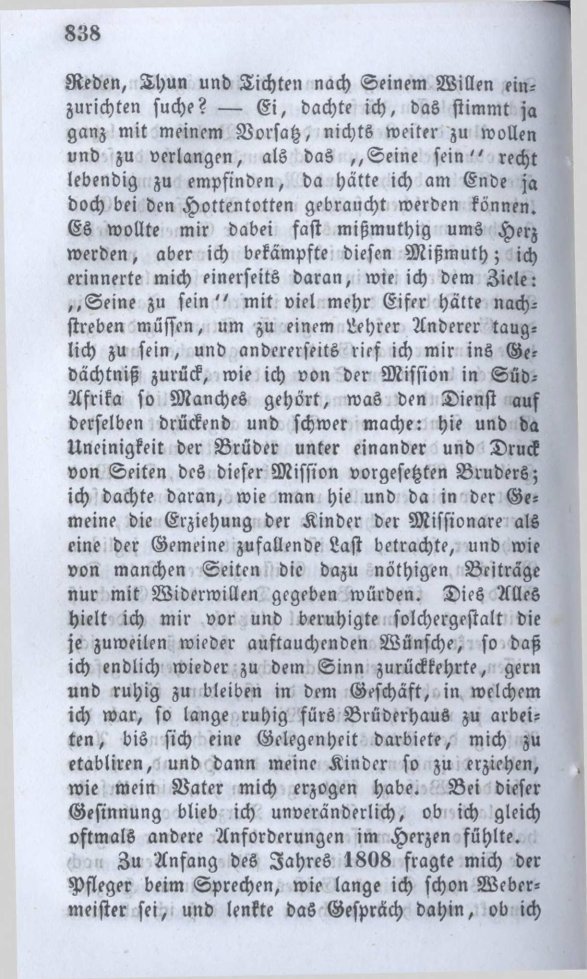 838
Reden, Thun und Tichten nach Seinem Willen ein-
zurichten suche? — Ei, dachte ich, das stimmt ja
ganz mit meinem Vorsatz, nichts weiter zu wollen
und zu verlangen, als das „Seine sein“ recht
lebendig zu empfinden, da hätte ich am Ende ja
doch bei den Hottentotten gebraucht werden können.
Es wollte mir dabei fast mißmuthig ums Herz
werden, aber ich bekämpfte diesen Mißmuth; ich
erinnerte mich einerseits daran, wie ich dem Ziele:
„Seine zu sein“ mit viel mehr Eifer hätte nach-
streben müssen, um zu einem Lehrer Anderer taug-
lich zu sein, und andererseits rief ich mir ins Ge-
dächtniß zurück, wie ich von der Mission in Süd-
Afrika so Manches gehört, was den Dienst auf
derselben drückend und schwer mache: hie und da
Uneinigkeit der Brüder unter einander und Druck
von Seiten des dieser Mission vorgesetzten Bruders;
ich dachte daran, wie man hie und da in der Ge-
meine die Erziehung der Kinder der Missionare als
eine der Gemeine zufallende Last betrachte, und wie
von manchen Seiten die dazu nöthigen Beiträge
nur mit Widerwillen gegeben würden. Dies Alles
hielt ich mir vor und beruhigte solchergestalt die
je zuweilen wieder auftauchenden Wünsche, so daß
ich endlich wieder zu dem Sinn zurückkehrte, gern
und ruhig zu bleiben in dem Geschäft, in welchem
ich war, so lange ruhig fürs Brüderhaus zu arbei-
ten, bis sich eine Gelegenheit darbiete, mich zu
etabliren, und dann meine Kinder so zu erziehen,
wie mein Vater mich erzogen habe. Bei dieser
Gesinnung blieb ich unveränderlich, ob ich gleich
oftmals andere Anforderungen im Herzen fühlte.
Zu Anfang des Jahres 1808 fragte mich der
Pfleger beim Sprechen, wie lange ich schon Weber-
meister sei, und lenkte das Gespräch dahin, ob ich